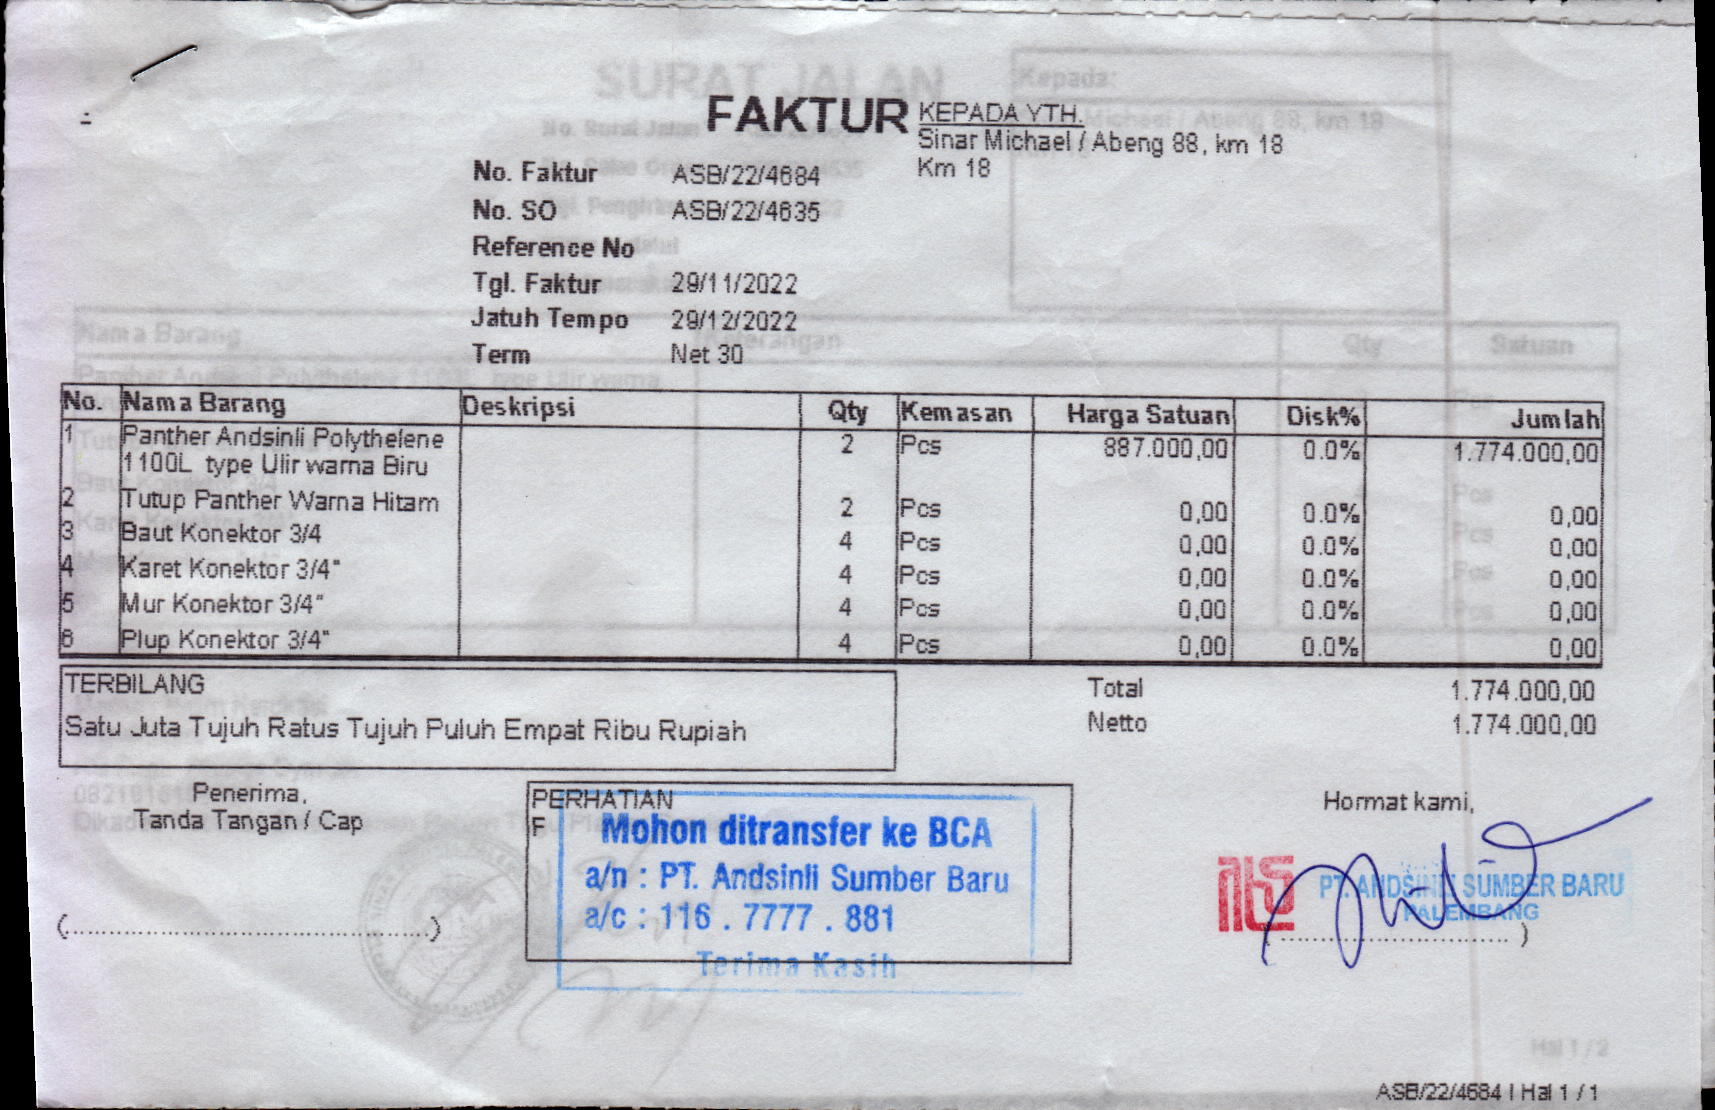 FAKTUR
KEPADA YTH.
Sinar Michael / Abeng 88, km 18
Km 18
No. Faktur ASB/22/4684
No. SO ASB/22/4635
Reference No
Tgl. Faktur 29/11/2022
Jatuh Tempo 29/12/2022
Term Net 30
No. Nama Barang Deskripsi Qty Kemasan Harga Satuan Disk% Jumlah
1 Panther Andsinli Polythelene 2 Pcs 887.000,00 0.0% 1.774.000,00
1100L type Ulir warna Biru
2 Tutup Panther Warna Hitam 2 Pcs 0,00 0.0% 0,00
3 Baut Konektor 3/4 4 Pcs 0,00 0.0% 0,00
4 Karet Konektor 3/4" 4 Pcs 0,00 0.0% 0,00
5 Mur Konektor 3/4" 4 Pcs 0,00 0.0% 0,00
6 Plup Konektor 3/4" 4 Pcs 0,00 0.0% 0,00
TERBILANG
Satu Juta Tujuh Ratus Tujuh Puluh Empat Ribu Rupiah
Total 1.774.000,00
Netto 1.774.000,00
Penerima,
Tanda Tangan / Cap
(................................................)
PERHATIAN
F
Mohon ditransfer ke BCA
a/n : PT. Andsinli Sumber Baru
a/c : 116 . 7777 . 881
Terima Kasih
Hormat kami,
PT. ANDSINLI SUMBER BARU
PALEMBANG
(................................)
ASB/22/4684 | Hal 1 / 1